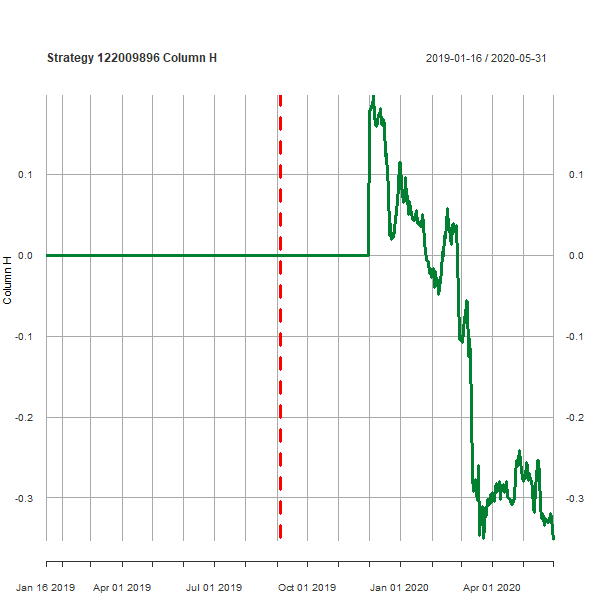 Strategy 122009896 Column H
2019-01-16 / 2020-05-31
0.1
0.1
0.0
0.0
-0.1
-0.1
-0.2
-0.2
-0.3
-0.3
Column H
Jan 16 2019
Apr 01 2019
Jul 01 2019
Oct 01 2019
Jan 01 2020
Apr 01 2020